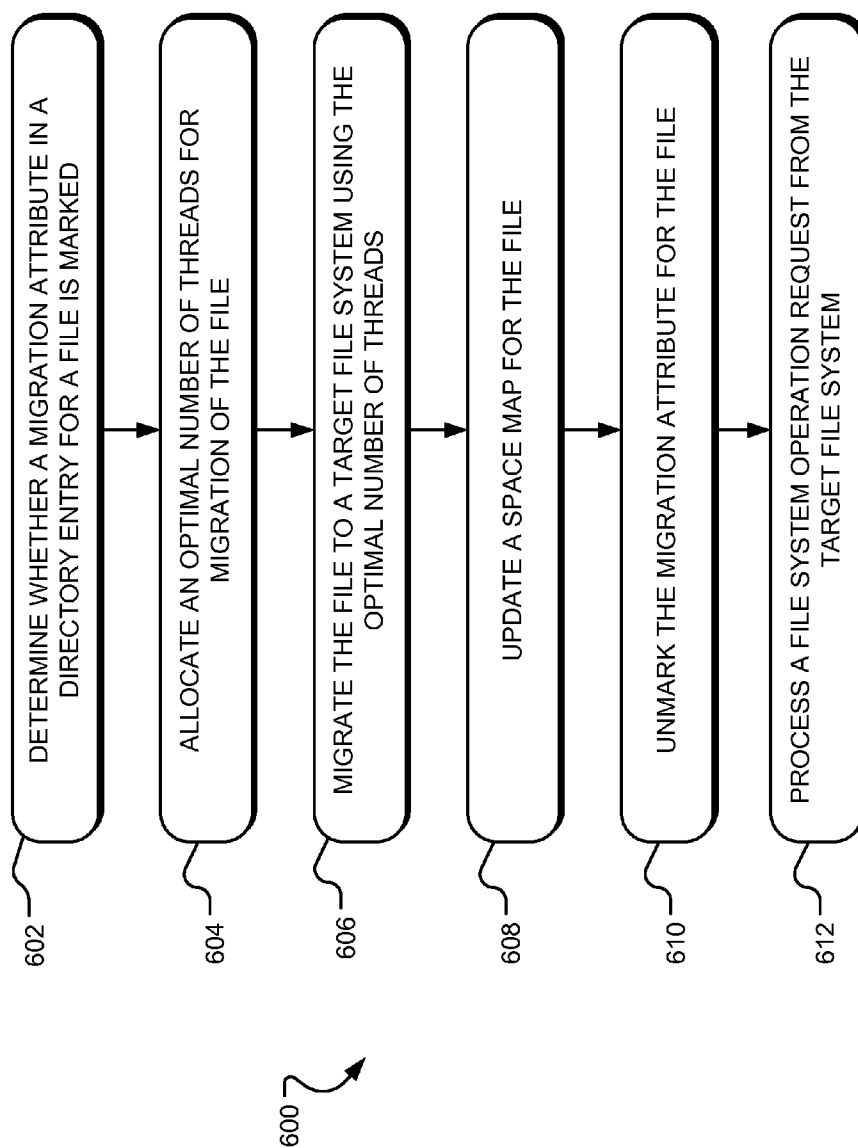 600
602
DETERMINE WHETHER A MIGRATION ATTRIBUTE IN A
DIRECTORY ENTRY FOR A FILE IS MARKED
604
ALLOCATE AN OPTIMAL NUMBER OF THREADS FOR
MIGRATION OF THE FILE
606
MIGRATE THE FILE TO A TARGET FILE SYSTEM USING THE
OPTIMAL NUMBER OF THREADS
608
UPDATE A SPACE MAP FOR THE FILE
610
UNMARK THE MIGRATION ATTRIBUTE FOR THE FILE
612
PROCESS A FILE SYSTEM OPERATION REQUEST FROM THE
TARGET FILE SYSTEM